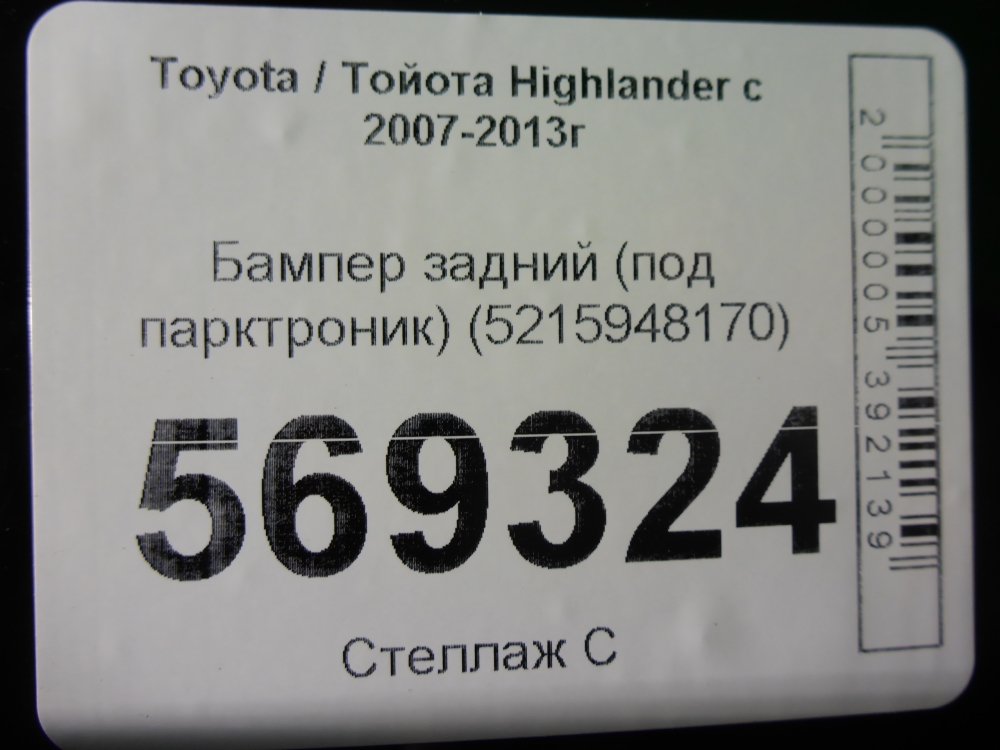 Toyota / Тойота Highlander с
2007-2013г
Бампер задний (под
парктроник) (5215948170)
569324
Стеллаж С
2000005392139